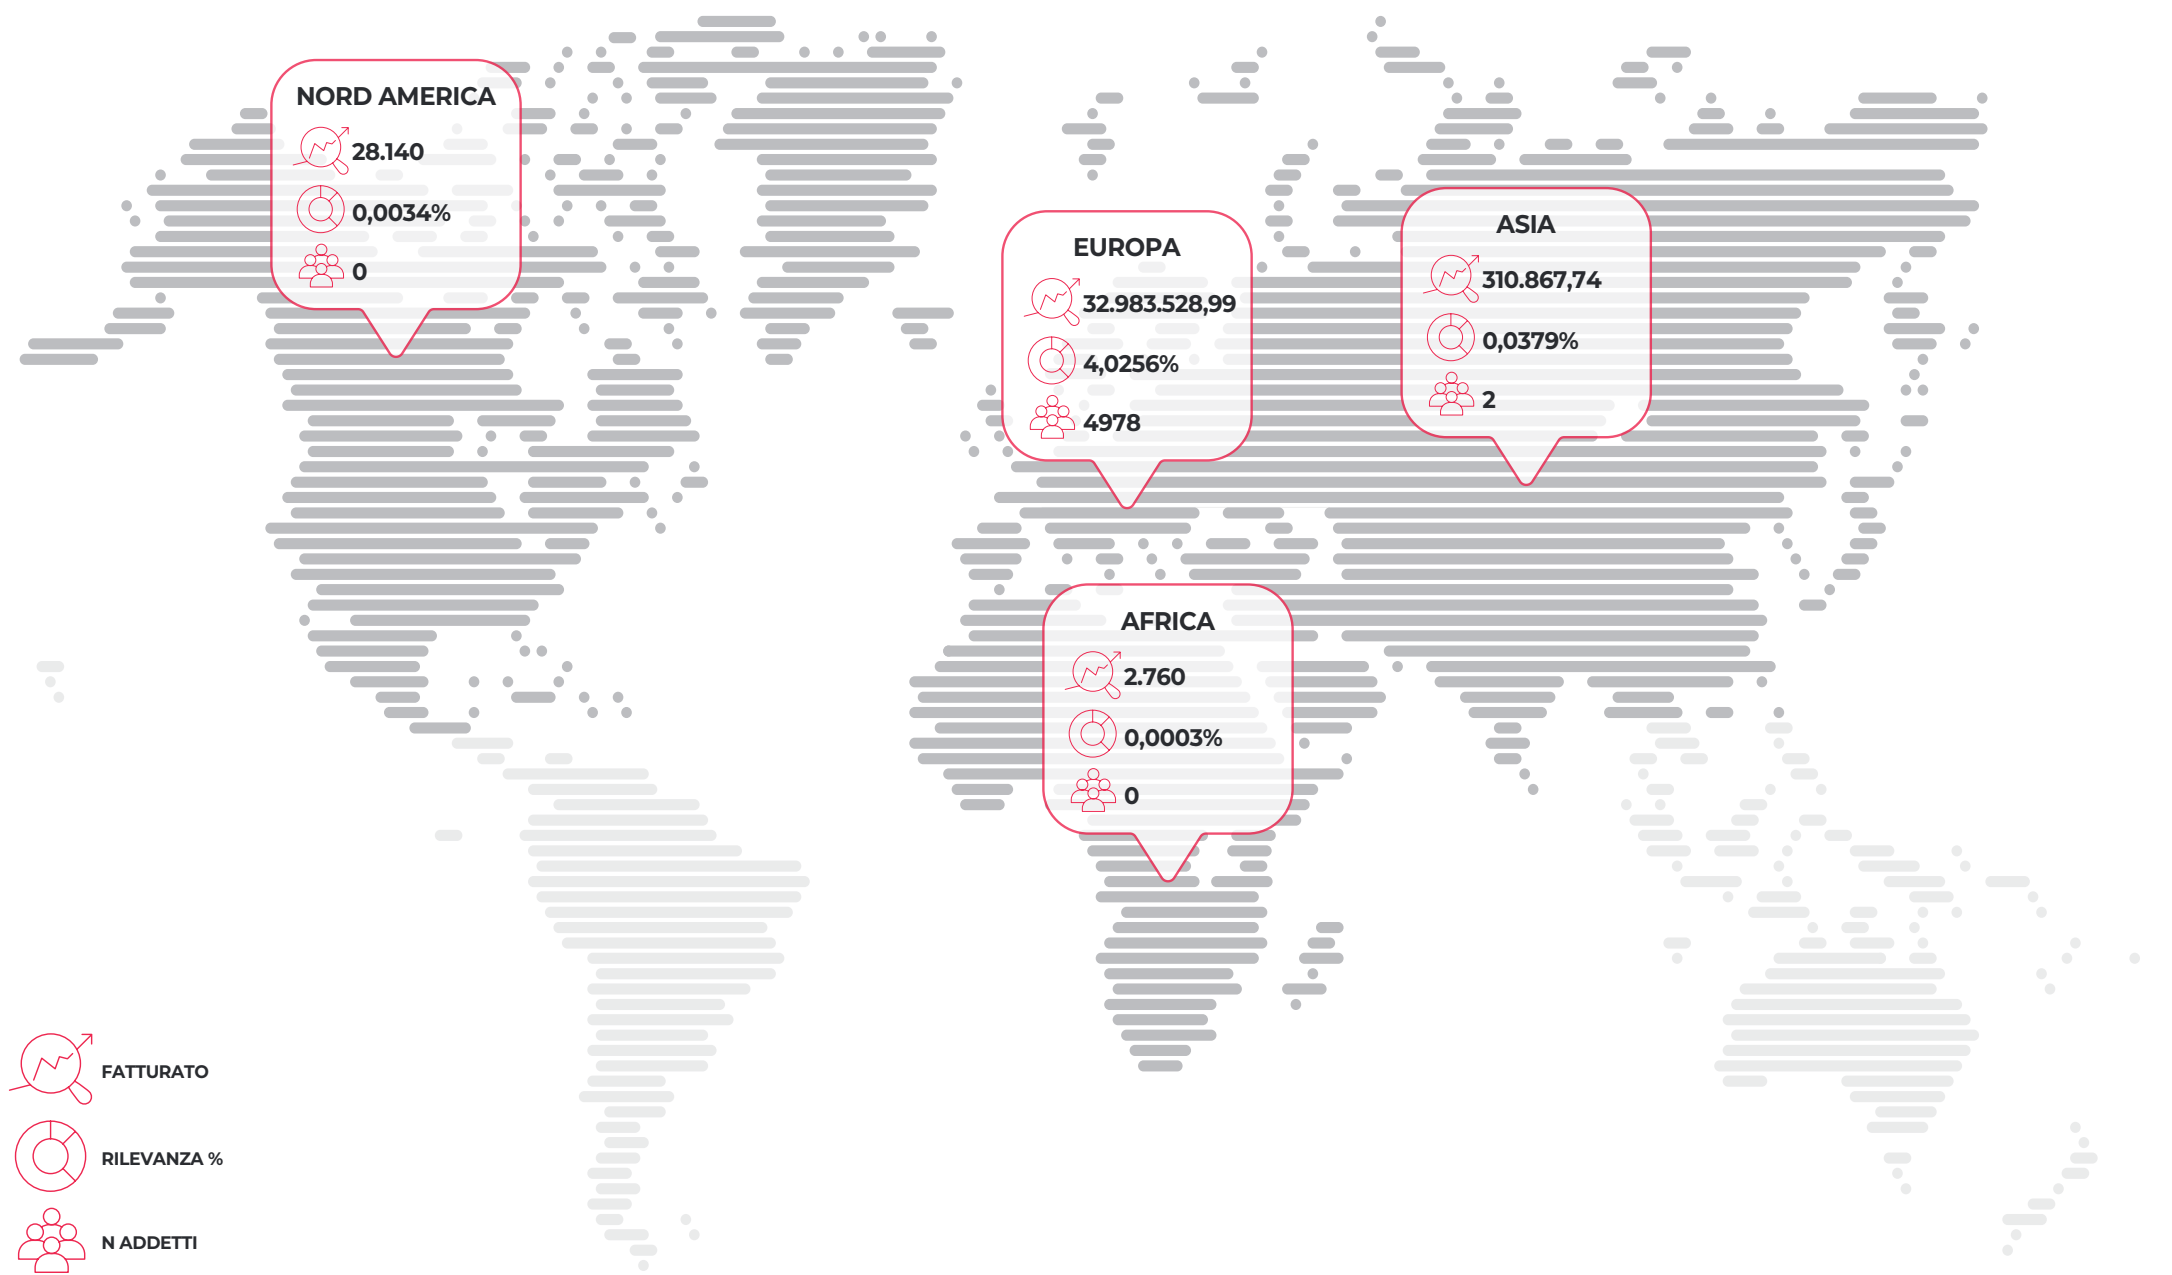 NORD AMERICA
28.140
0,0034%
0
EUROPA
32.983.528,99
4,0256%
4978
ASIA
310.867,74
0,0379%
2
AFRICA
2.760
0,0003%
0
FATTURATO
RILEVANZA %
N ADDETTI